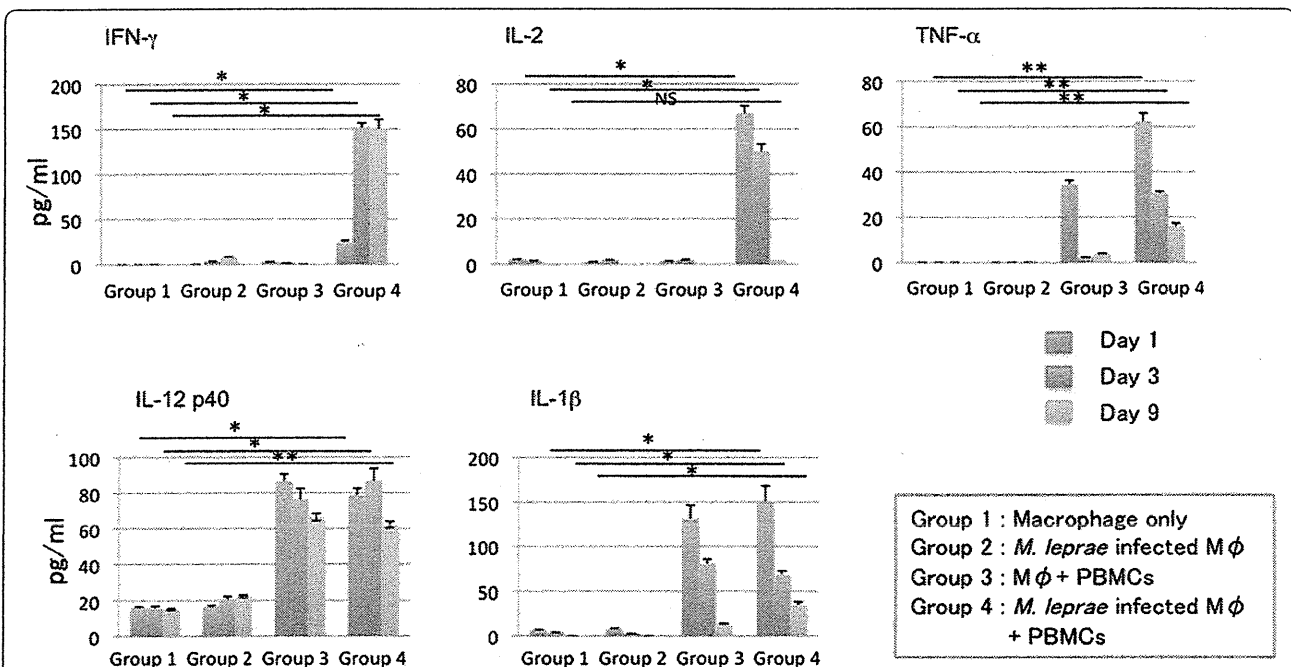 IFN-γ
*
*
*
200
150
100
50
0
pg/ml
Group 1 Group 2 Group 3 Group 4
IL-2
*
*
NS
80
60
40
20
0
Group 1 Group 2 Group 3 Group 4
TNF-α
**
**
**
80
60
40
20
0
Group 1 Group 2 Group 3 Group 4
Day 1
Day 3
Day 9
IL-12 p40
*
*
**
100
80
60
40
20
0
pg/ml
Group 1 Group 2 Group 3 Group 4
IL-1β
*
*
*
200
150
100
50
0
Group 1 Group 2 Group 3 Group 4
Group 1 : Macrophage only
Group 2 : M. leprae infected Mϕ
Group 3 : Mϕ + PBMCs
Group 4 : M. leprae infected Mϕ
+ PBMCs